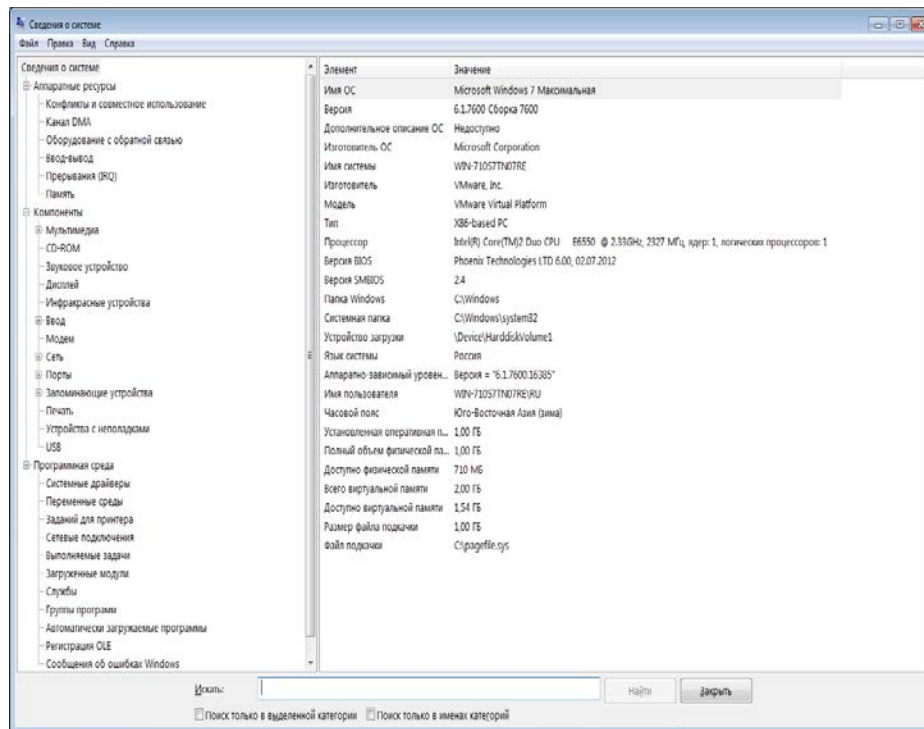 Сведения о системе
Файл Правка Вид Справка
Сведения о системе
Аппаратные ресурсы
Конфликты и совместное использование
Канал DMA
Оборудование с обратной связью
Ввод-вывод
Прерывания (IRQ)
Память
Компоненты
Мультимедиа
CD-ROM
Звуковое устройство
Дисплей
Инфракрасные устройства
Ввод
Модем
Сеть
Порты
Запоминающие устройства
Печать
Устройства с неполадками
USB
Программная среда
Системные драйверы
Переменные среды
Заданий для принтера
Сетевые подключения
Выполняемые задачи
Загруженные модули
Службы
Группы программ
Автоматически загружаемые программы
Регистрация OLE
Сообщения об ошибках Windows
Элемент Значение
Имя ОС Microsoft Windows 7 Максимальная
Версия 6.1.7600 Сборка 7600
Дополнительное описание ОС Недоступно
Изготовитель ОС Microsoft Corporation
Имя системы WIN-710S7TN07RE
Изготовитель VMware, Inc.
Модель VMware Virtual Platform
Тип X86-based PC
Процессор Intel(R) Core(TM)2 Duo CPU E6550 @ 2.33GHz, 2327 МГц, ядер: 1, логических процессоров: 1
Версия BIOS Phoenix Technologies LTD 6.00, 02.07.2012
Версия SMBIOS 2.4
Папка Windows C:\Windows
Системная папка C:\Windows\system32
Устройство загрузки \Device\HarddiskVolume1
Язык системы Россия
Аппаратно-зависимый уровен... Версия = "6.1.7600.16385"
Имя пользователя WIN-710S7TN07RE\RU
Часовой пояс Юго-Восточная Азия (зима)
Установленная оперативная п... 1,00 ГБ
Полный объем физической па... 1,00 ГБ
Доступно физической памяти 710 МБ
Всего виртуальной памяти 2,00 ГБ
Доступно виртуальной памяти 1,54 ГБ
Размер файла подкачки 1,00 ГБ
Файл подкачки C:\pagefile.sys
Искать: Найти Закрыть
Поиск только в выделенной категории Поиск только в именах категорий